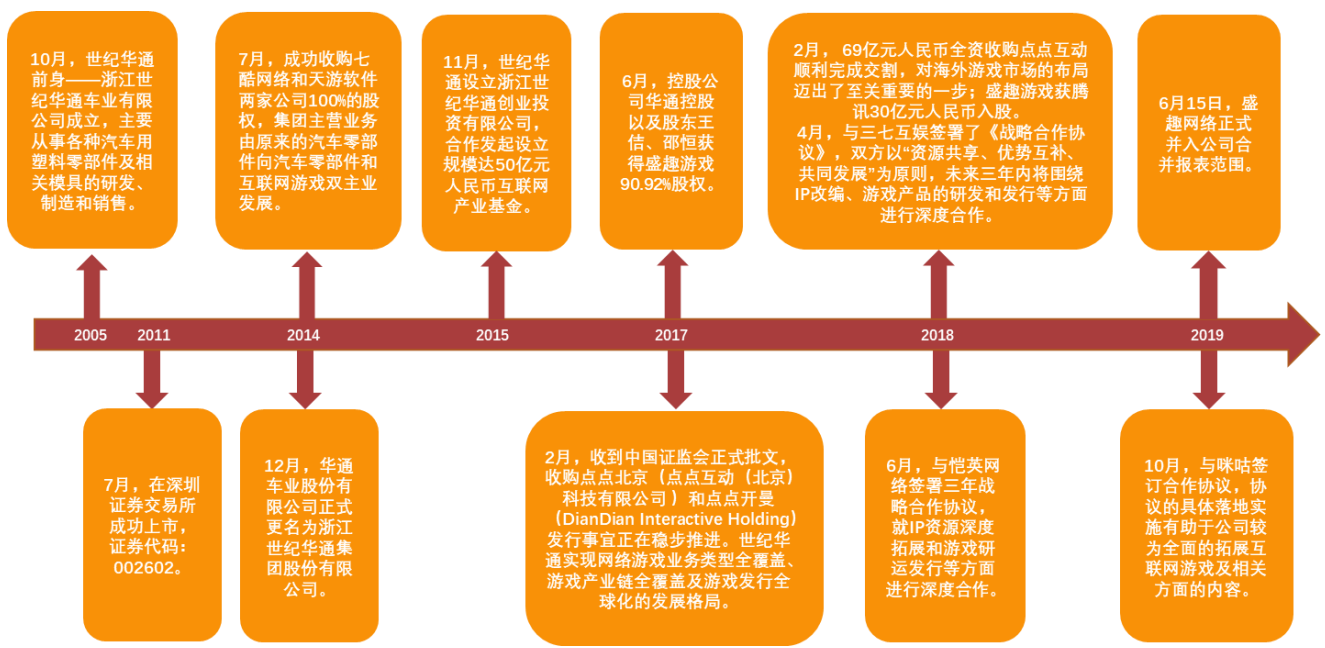 10月，世纪华通
前身——浙江世
纪华通车业有限
公司成立，主要
从事各种汽车用
塑料零部件及相
关模具的研发、
制造和销售。
7月，成功收购七
酷网络和天游软件
两家公司100%的股
权，集团主营业务
由原来的汽车零部
件向汽车零部件和
互联网游戏双主业
发展。
11月，世纪华
通设立浙江世
纪华通创业投
资有限公司，
合作发起设立
规模达50亿元
人民币互联网
产业基金。
6月，控股公
司华通控股
以及股东王
佶、邵恒获
得盛趣游戏
90.92%股权。
2月， 69亿元人民币全资收购点点互动
顺利完成交割，对海外游戏市场的布局
迈出了至关重要的一步；盛趣游戏获腾
讯30亿元人民币入股。
4月，与三七互娱签署了《战略合作协
议》，双方以“资源共享、优势互补、
共同发展”为原则，未来三年内将围绕
IP改编、游戏产品的研发和发行等方面
进行深度合作。
6月15日，盛
趣网络正式
并入公司合
并报表范围。
2005 2011 2014 2015 2017 2018 2019
7月，在深圳
证券交易所
成功上市，
证券代码：
002602。
12月，华通
车业股份有
限公司正式
更名为浙江
世纪华通集
团股份有限
公司。
2月，收到中国证监会正式批文，
收购点点北京（点点互动（北京）
科技有限公司 ）和点点开曼
（DianDian Interactive Holding）
发行事宜正在稳步推进。世纪华
通实现网络游戏业务类型全覆盖、
游戏产业链全覆盖及游戏发行全
球化的发展格局。
6月，与恺英网
络签署三年战
略合作协议，
就IP资源深度
拓展和游戏研
运发行等方面
进行深度合作。
10月，与咪咕签
订合作协议，协
议的具体落地实
施有助于公司较
为全面的拓展互
联网游戏及相关
方面的内容。